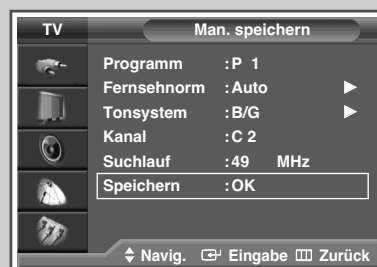 TV Man. speichern
Programm :P 1
Fernsehnorm :Auto
Tonsystem :B/G
Kanal :C 2
Suchlauf :49 MHz
Speichern :OK
Navig. Eingabe Zurück